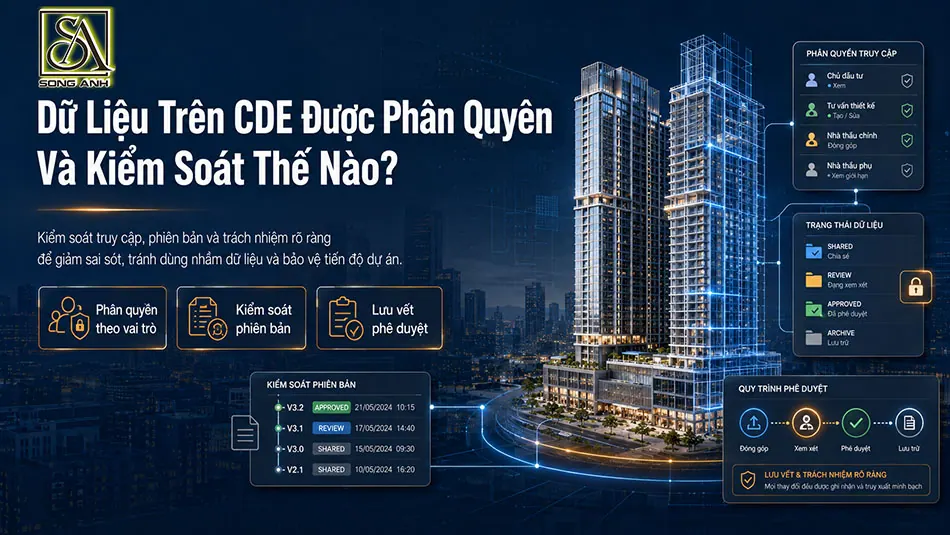 SA
SONG ANH
Dữ Liệu Trên CDE Được Phân Quyên
Và Kiểm Soát Thế Nào?
Kiểm soát truy cập, phiên bản và trách nhiệm rõ ràng
để giảm sai sót, tránh dùng nhầm dữ liệu và bảo vệ tiến độ dự án.
Phân quyền
theo vai trò
Kiểm soát
phiên bản
Lưu vết
phê duyệt
KIỂM SOÁT PHIÊN BẢN
V3.2 APPROVED 21/05/2024 10:15
V3.1 REVIEW 17/05/2024 14:40
V3.0 SHARED 15/05/2024 09:30
V2.1 SHARED 10/05/2024 16:20
PHÂN QUYỀN TRUY CẬP
Chủ đầu tư
• Xem
Tư vấn thiết kế
• Tạo / Sửa
Nhà thầu chính
Đóng góp
Nhà thầu phụ
• Xem giới hạn
TRẠNG THÁI DỮ LIỆU
SHARED
Chia sẻ
REVIEW
Đang xem xét
APPROVED
Đã phê duyệt
ARCHIVE
Lưu trữ
QUY TRÌNH PHÊ DUYỆT
Đóng góp
Xem xét
Phê duyệt
Lưu trữ
LƯU VẾT & TRÁCH NHIỆM RÕ RÀNG
Mọi thay đổi đều được ghi nhận và truy xuất minh bạch